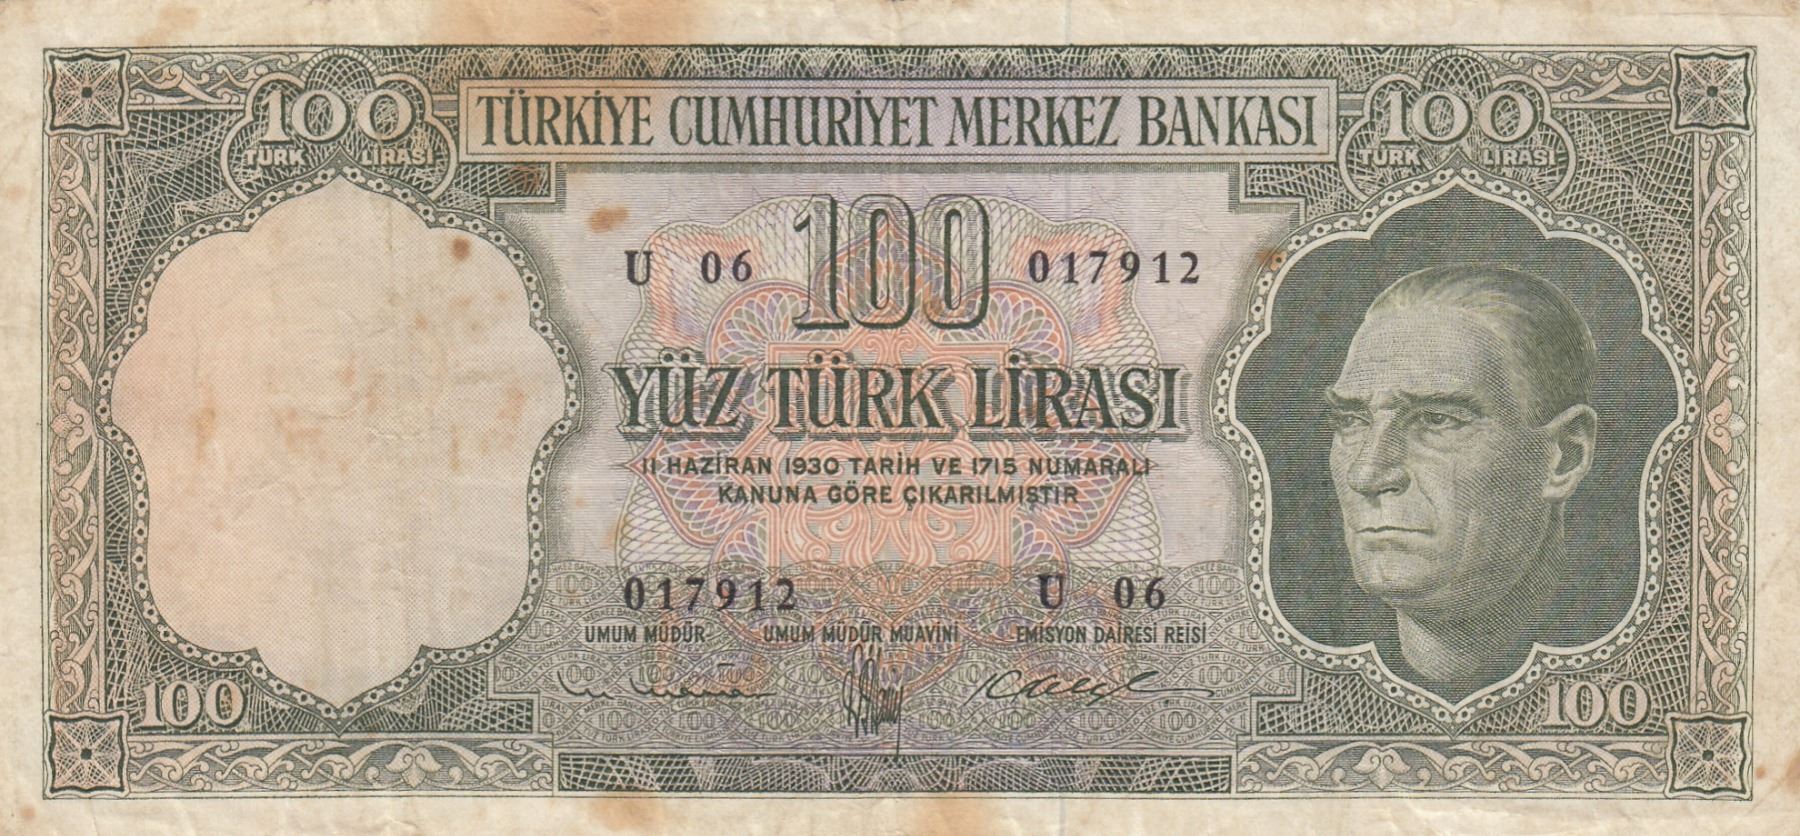 100
TÜRK LİRASI
TÜRKİYE CUMHURİYET MERKEZ BANKASI
100
TÜRK LİRASI
100
U 06 017912
YÜZ TÜRK LİRASI
11 HAZİRAN 1930 TARİH VE 1715 NUMARALI
KANUNA GÖRE ÇIKARILMIŞTIR
017912 U 06
UMUM MÜDÜR UMUM MÜDÜR MUAVİNİ EMİSYON DAİRESİ REİSİ
100 100